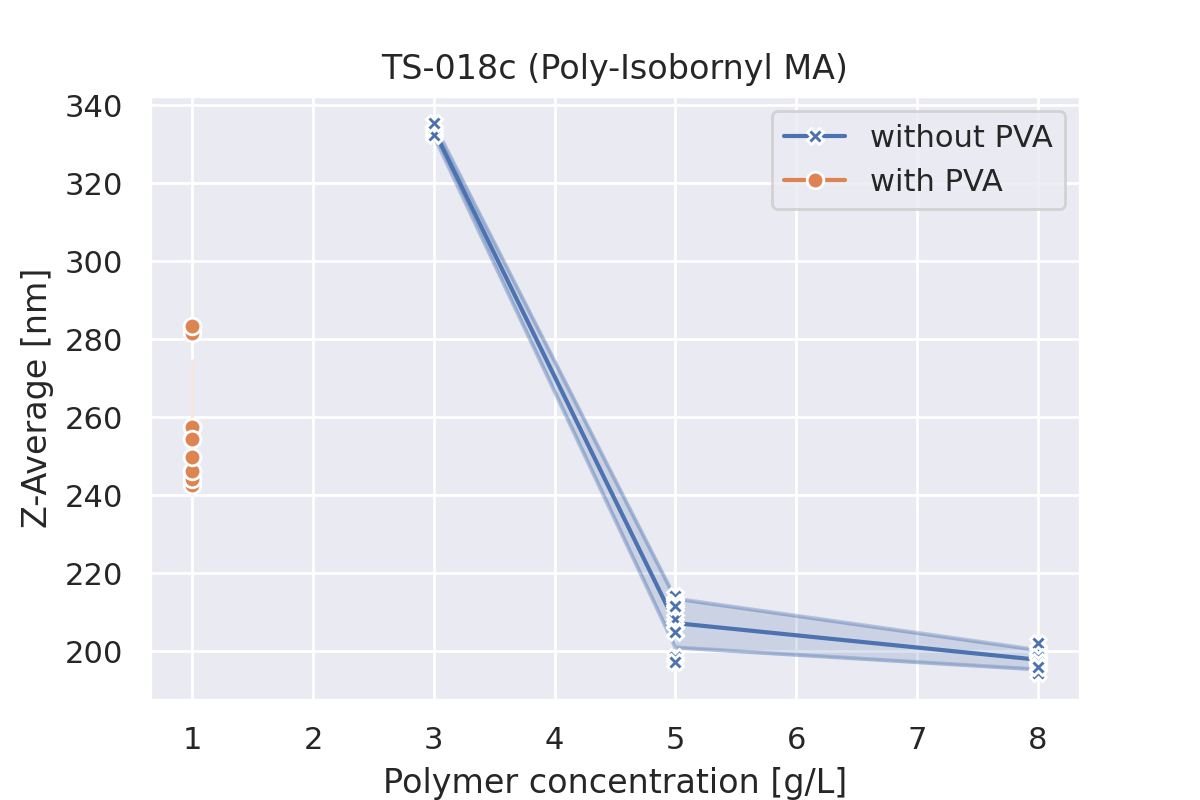 TS-018c (Poly-Isobornyl MA)
340
320
300
280
260
240
220
200
Z-Average [nm]
without PVA
with PVA
1 2 3 4 5 6 7 8
Polymer concentration [g/L]